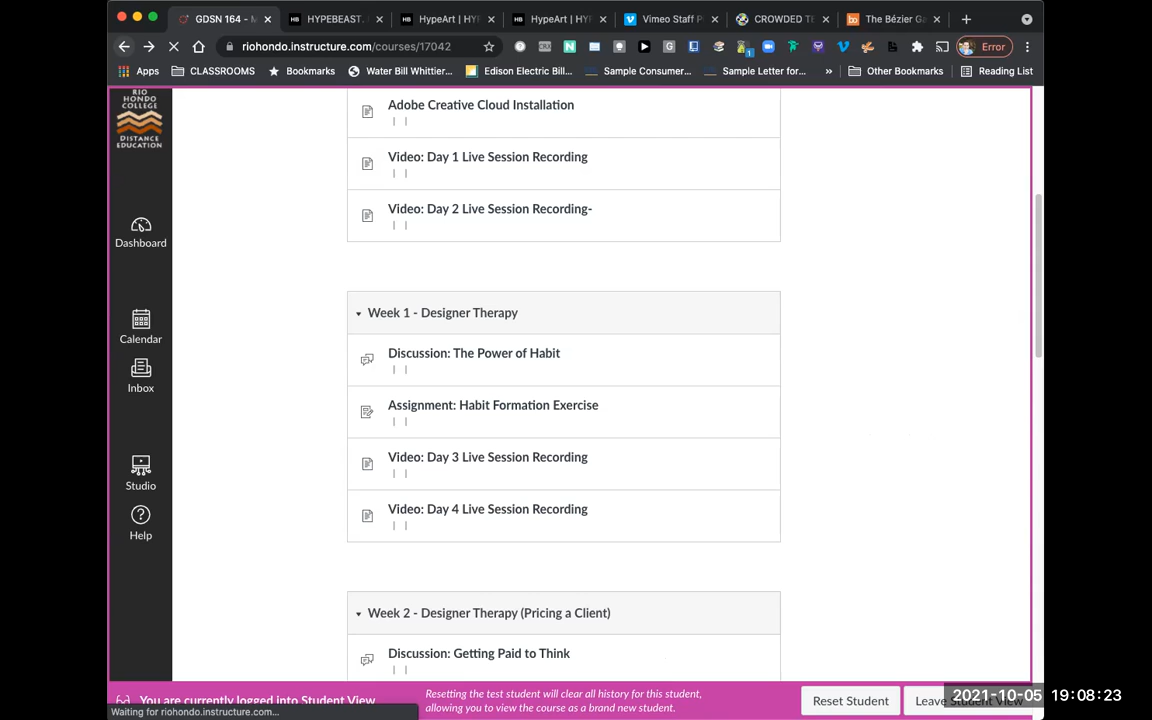 GDSN 164 - M
HYPEBEAST.
HypeArt | HY
HypeArt | HY
Vimeo Staff P
CROWDED TE
The Bézier Ga
riohondo.instructure.com/courses/17042
Error
Apps
CLASSROOMS
Bookmarks
Water Bill Whittier...
Edison Electric Bill...
Sample Consumer...
Sample Letter for...
»
Other Bookmarks
Reading List
RIO
HONDO
COLLEGE
DISTANCE
EDUCATION
Dashboard
Calendar
Inbox
Studio
Help
Adobe Creative Cloud Installation
| |
Video: Day 1 Live Session Recording
| |
Video: Day 2 Live Session Recording-
| |
Week 1 - Designer Therapy
Discussion: The Power of Habit
| |
Assignment: Habit Formation Exercise
| |
Video: Day 3 Live Session Recording
| |
Video: Day 4 Live Session Recording
| |
Week 2 - Designer Therapy (Pricing a Client)
Discussion: Getting Paid to Think
| |
You are currently logged into Student View
Resetting the test student will clear all history for this student,
allowing you to view the course as a brand new student.
Reset Student
Leave Student View
2021-10-05 19:08:23
Waiting for riohondo.instructure.com...